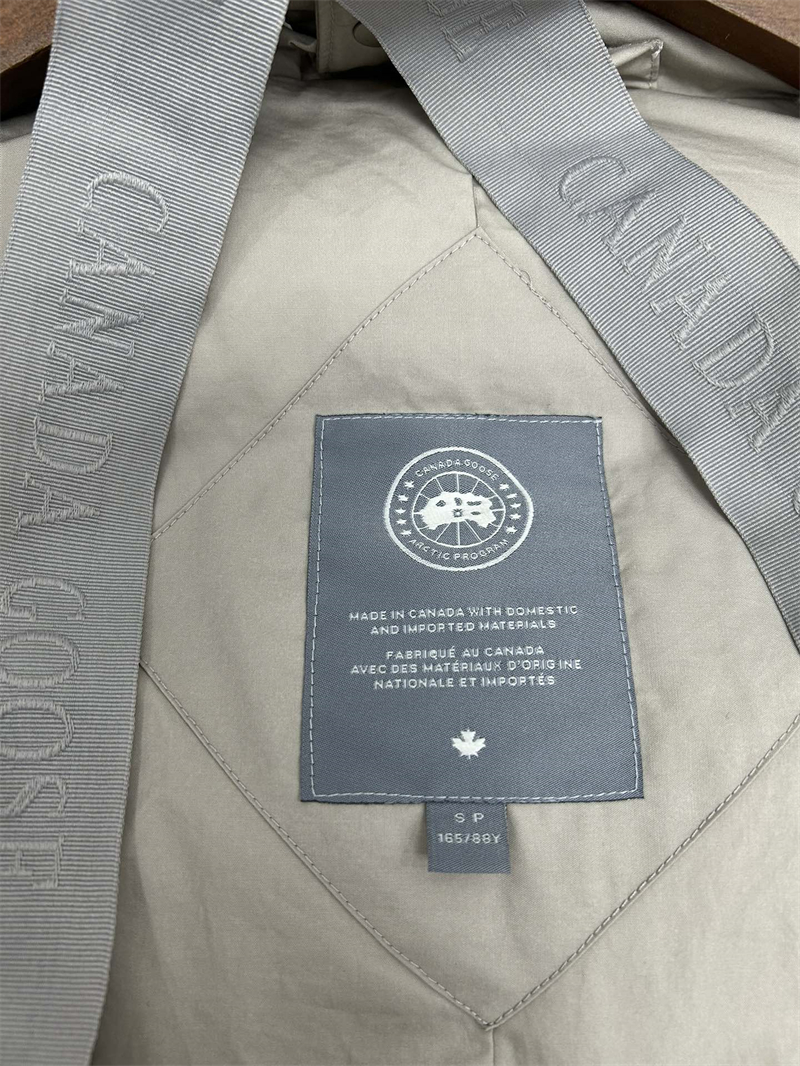 CANADA GOOSE
CANADA
CANADA GOOSE
ARCTIC PROGRAM
MADE IN CANADA WITH DOMESTIC
AND IMPORTED MATERIALS
FABRIQUÉ AU CANADA
AVEC DES MATÉRIAUX D'ORIGINE
NATIONALE ET IMPORTÉS
S P
165/88Y